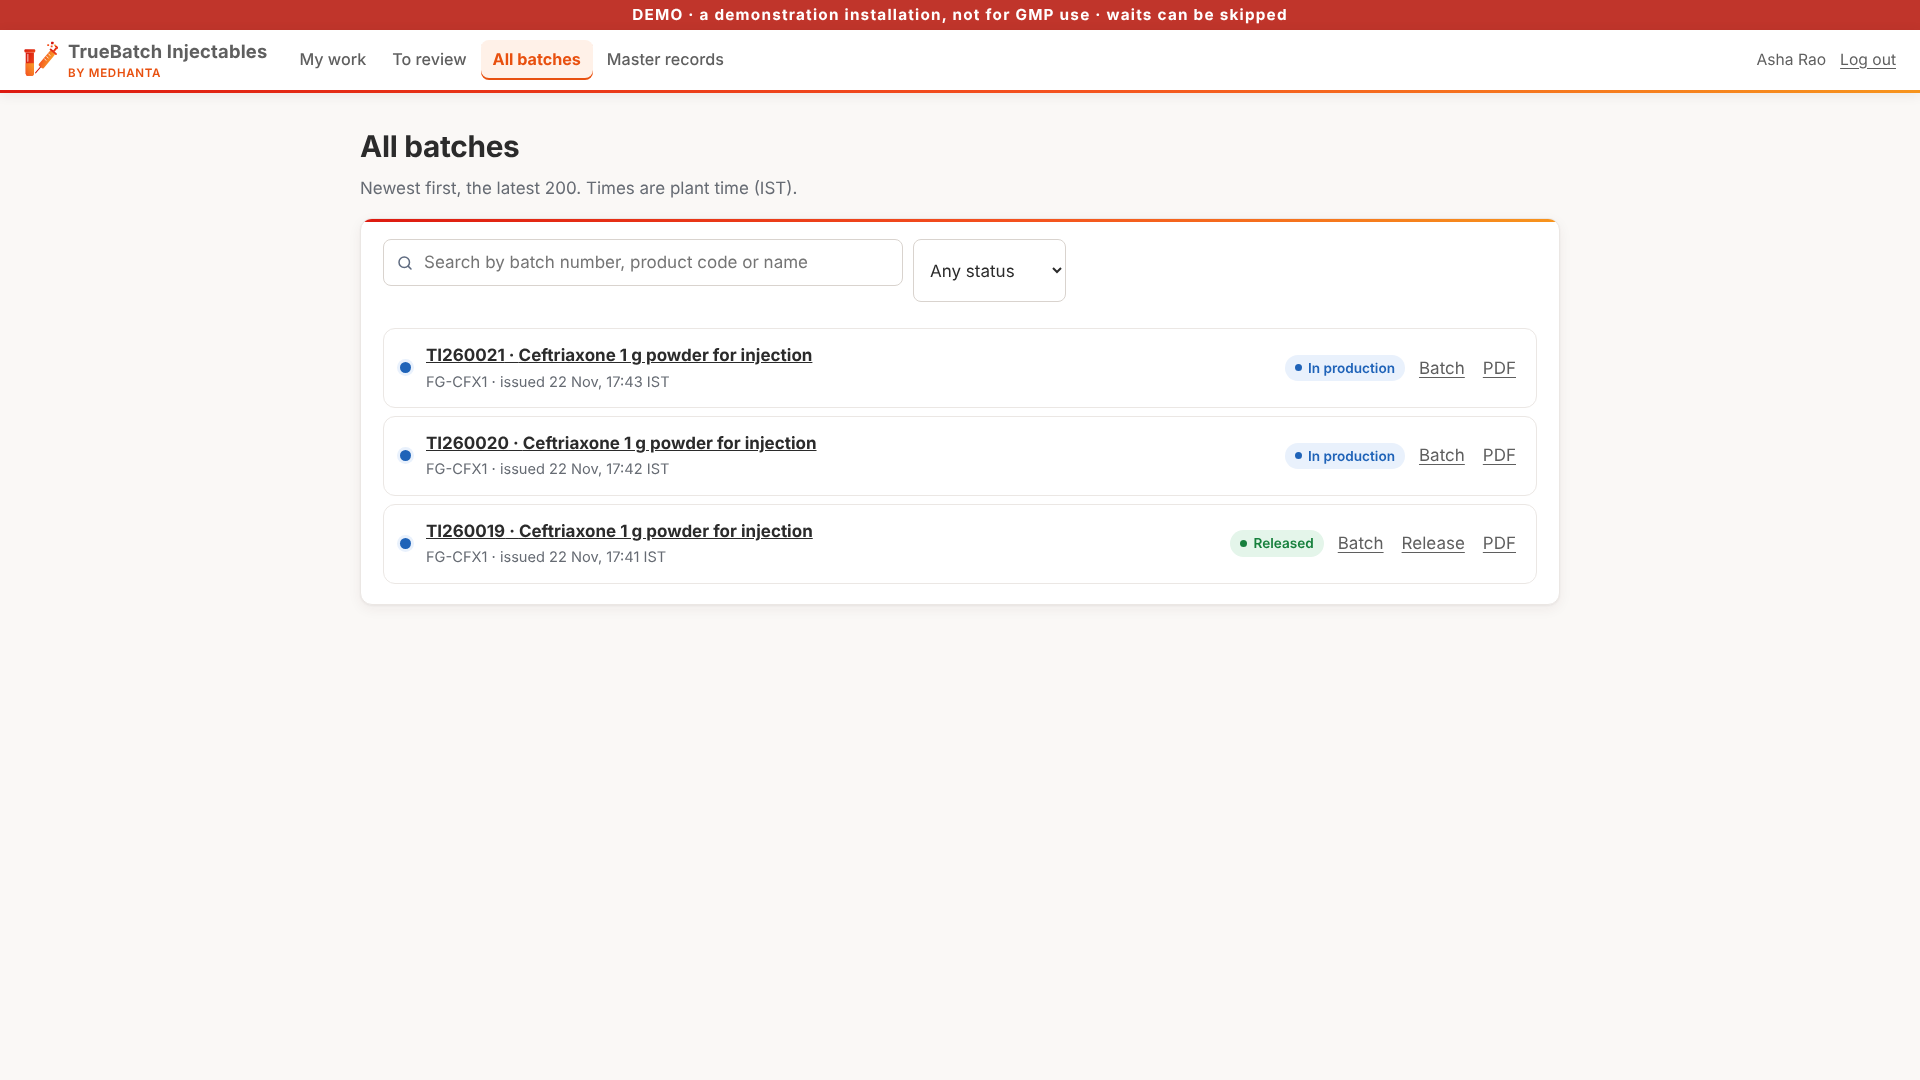 DEMO · a demonstration installation, not for GMP use · waits can be skipped
TrueBatch Injectables
BY MEDHANTA
My work
To review
All batches
Master records
Asha Rao
Log out
All batches
Newest first, the latest 200. Times are plant time (IST).
Search by batch number, product code or name
Any status
TI260021 · Ceftriaxone 1 g powder for injection
FG-CFX1 · issued 22 Nov, 17:43 IST
In production
Batch
PDF
TI260020 · Ceftriaxone 1 g powder for injection
FG-CFX1 · issued 22 Nov, 17:42 IST
In production
Batch
PDF
TI260019 · Ceftriaxone 1 g powder for injection
FG-CFX1 · issued 22 Nov, 17:41 IST
Released
Batch
Release
PDF